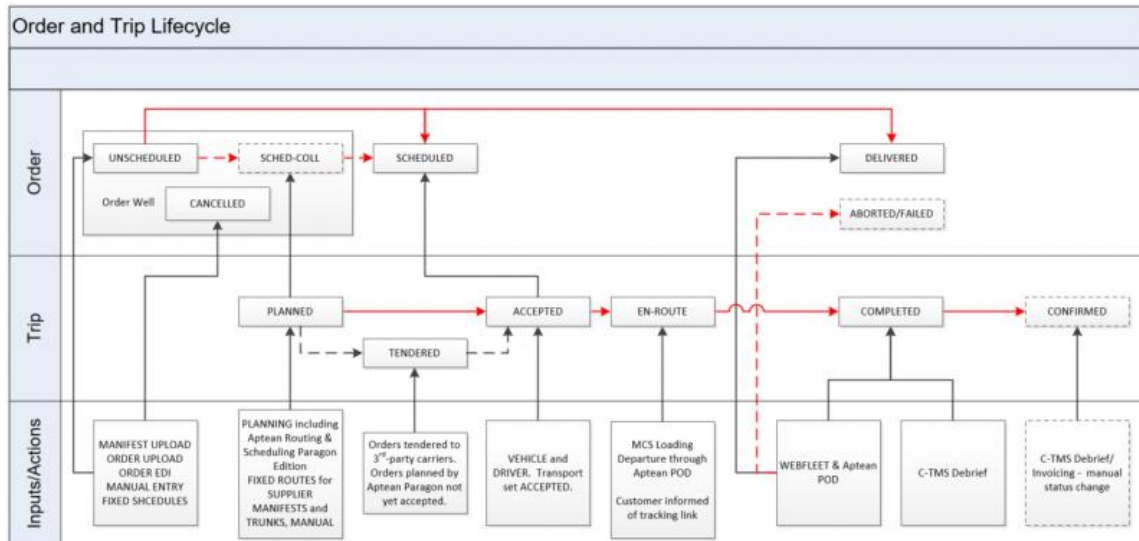 Order and Trip Lifecycle
Order
UNSCHEDULED
SCHED-COLL
SCHEDULED
DELIVERED
Order Well
CANCELLED
ABORTED/FAILED
Trip
PLANNED
ACCEPTED
EN-ROUTE
COMPLETED
CONFIRMED
TENDERED
Inputs/Actions
MANIFEST UPLOAD
ORDER UPLOAD
ORDER EDI
MANUAL ENTRY
FIXED SHCEDULES
PLANNING including
Aptean Routing &
Scheduling Paragon
Edition
FIXED ROUTES for
SUPPLIER
MANIFESTS and
TRUNKS, MANUAL
Orders tendered to
3rd-party carriers.
Orders planned by
Aptean Paragon not
yet accepted.
VEHICLE and
DRIVER. Transport
set ACCEPTED.
MCS Loading
Departure through
Aptean POD
Customer informed
of tracking link
WEBFLEET & Aptean
POD
C-TMS Debrief
C-TMS Debrief/
Invoicing - manual
status change